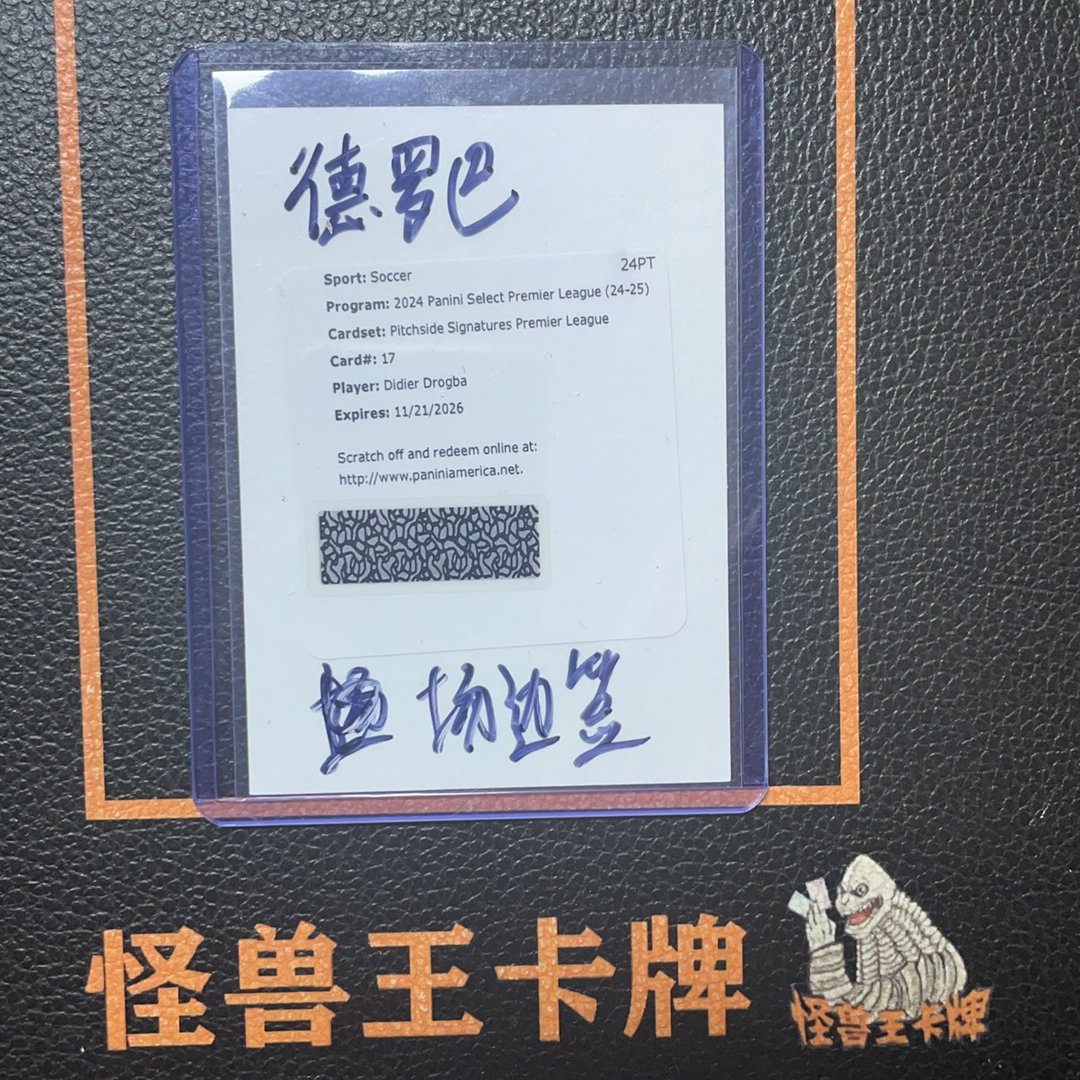 德罗巴
24PT
Sport: Soccer
Program: 2024 Panini Select Premier League (24-25)
Cardset: Pitchside Signatures Premier League
Card#: 17
Player: Didier Drogba
Expires: 11/21/2026
Scratch off and redeem online at:
http://www.paniniamerica.net.
场边签
怪兽王卡牌
怪兽王卡牌